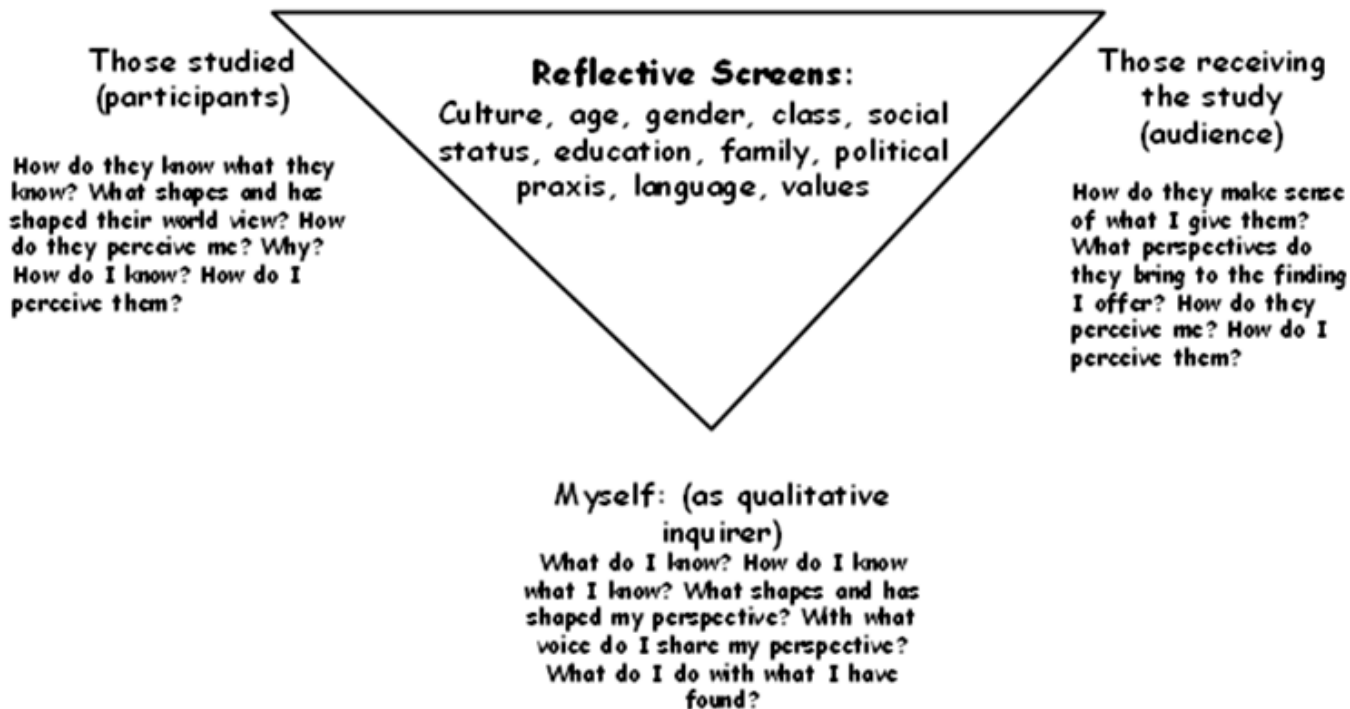 Those studied
(participants)
How do they know what they
know? What shapes and has
shaped their world view? How
do they perceive me? Why?
How do I know? How do I
perceive them?
Reflective Screens:
Culture, age, gender, class, social
status, education, family, political
praxis, language, values
Those receiving
the study
(audience)
How do they make sense
of what I give them?
What perspectives do
they bring to the finding
I offer? How do they
perceive me? How do I
perceive them?
Myself: (as qualitative
inquirer)
What do I know? How do I know
what I know? What shapes and has
shaped my perspective? With what
voice do I share my perspective?
What do I do with what I have
found?